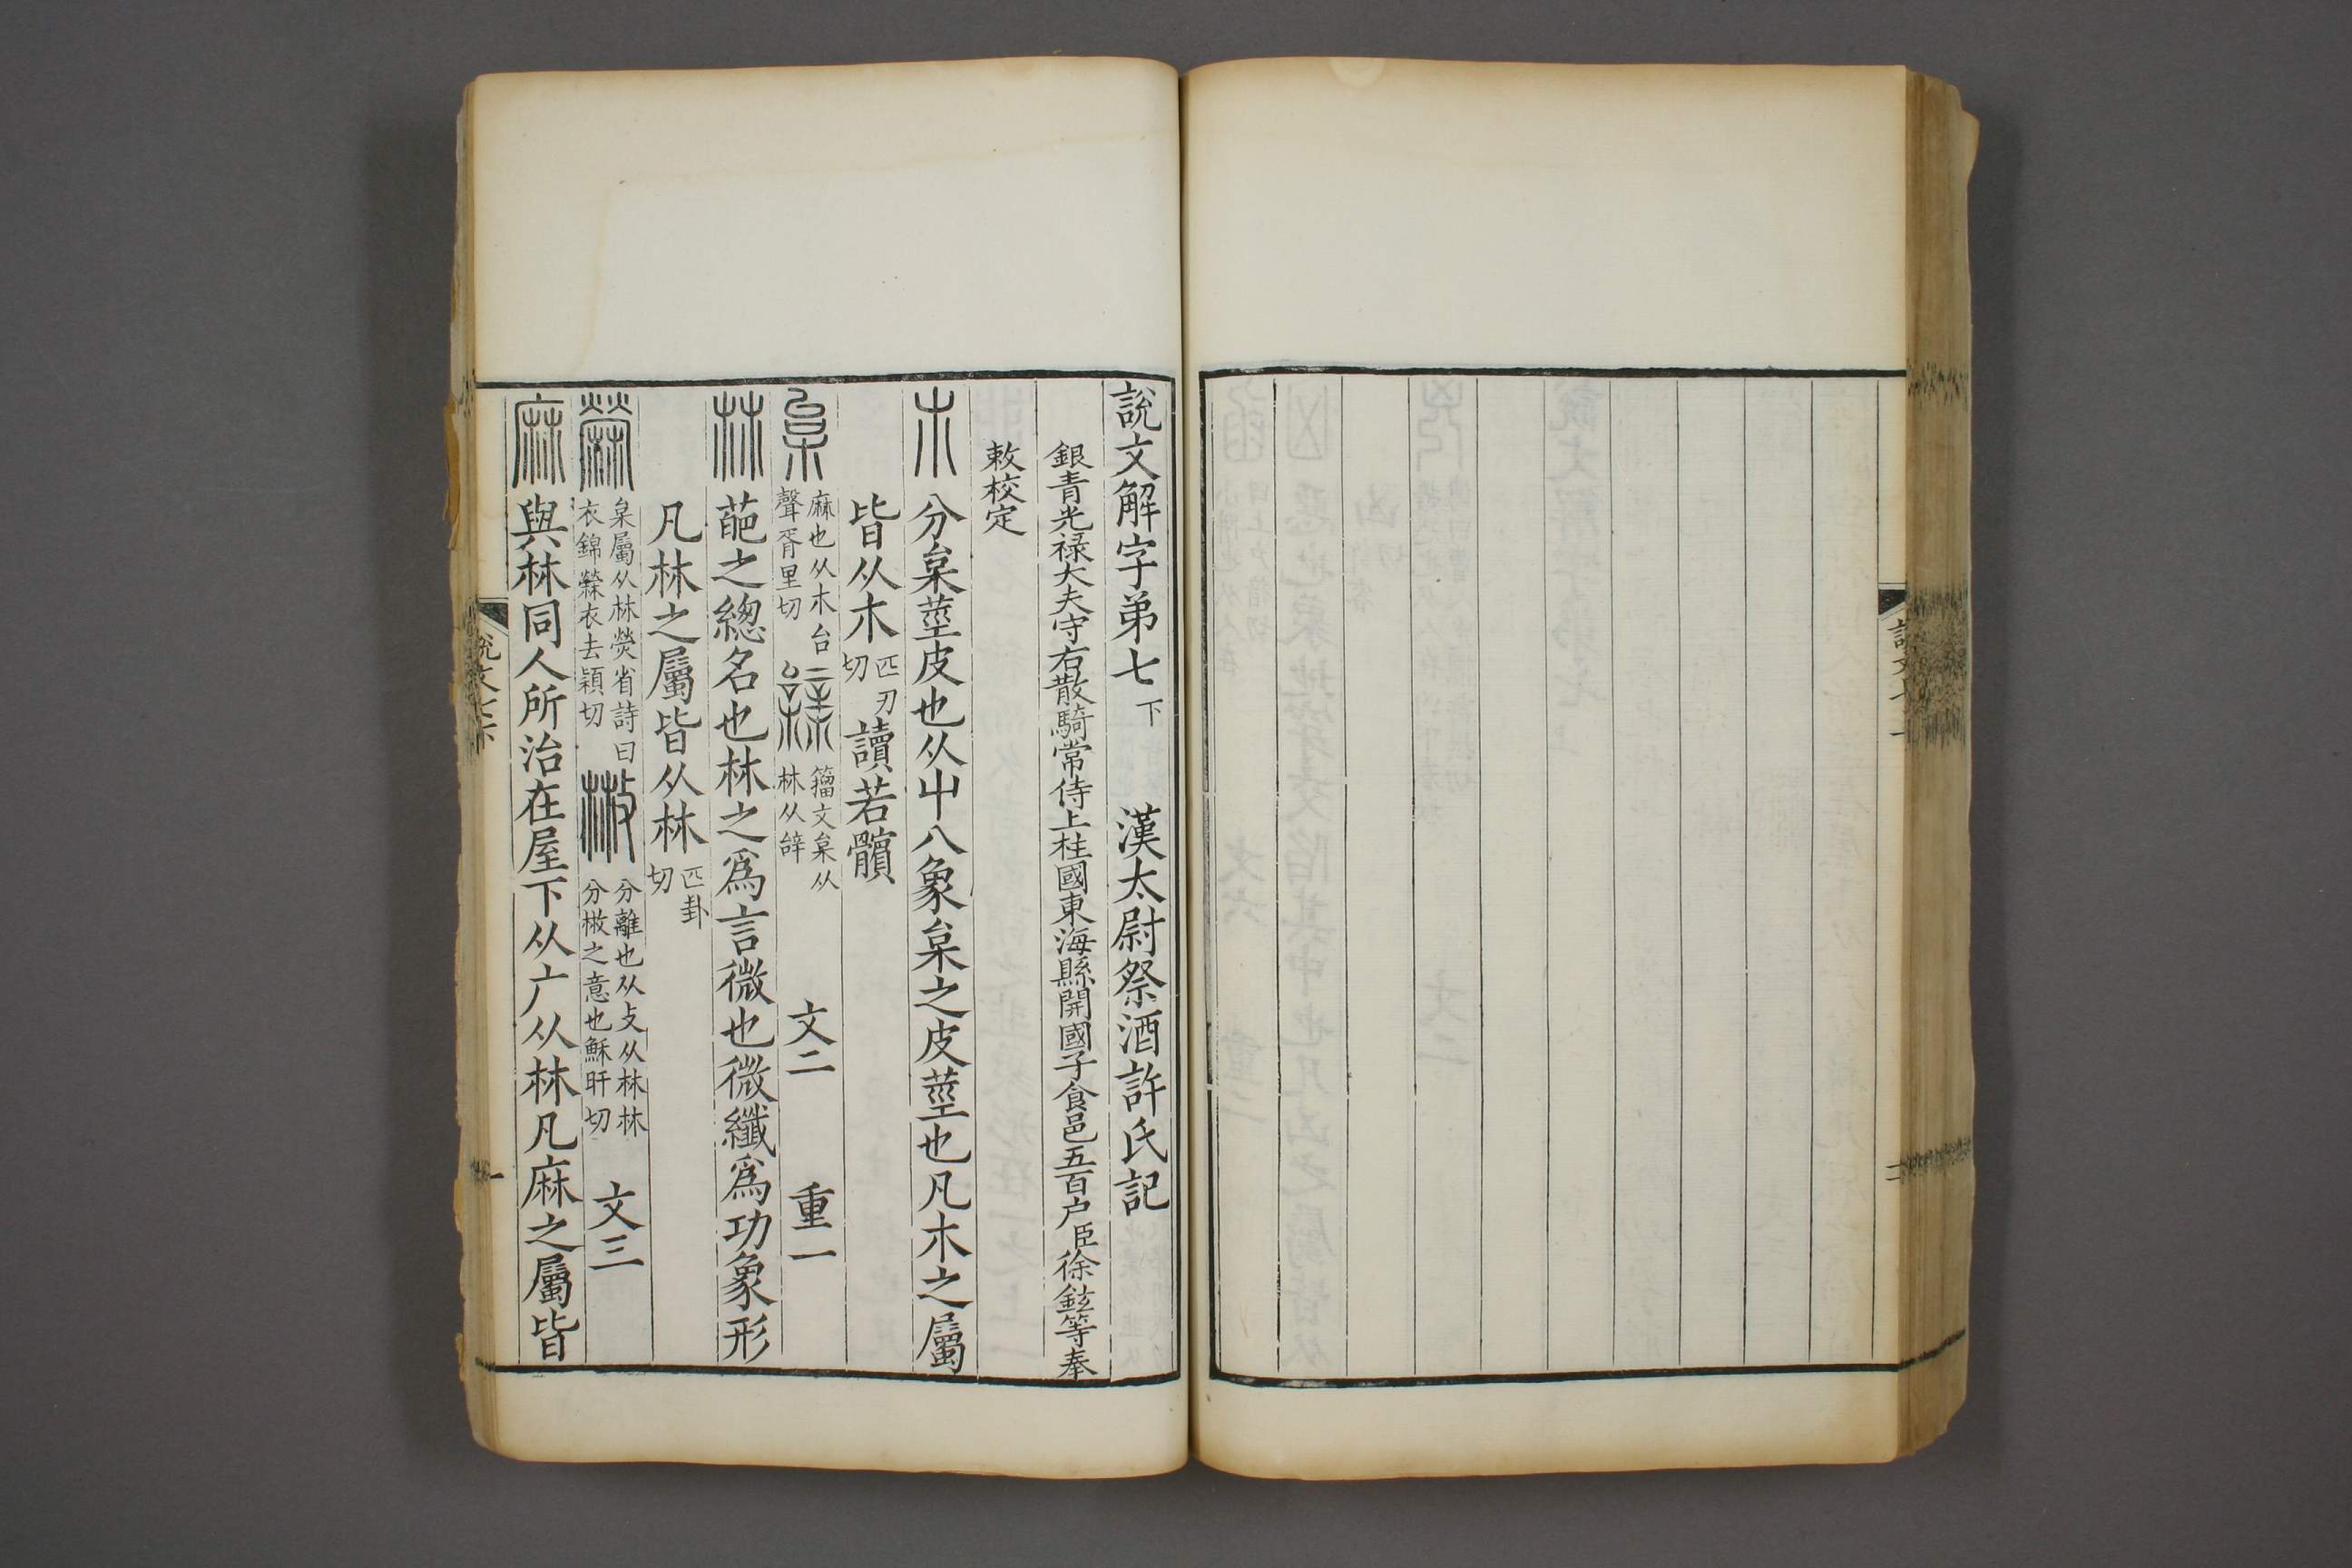 說文解字弟七下　漢太尉祭酒許氏記
銀青光祿大夫守右散騎常侍上柱國東海縣開國子食邑五百户臣徐鉉等奉
敕校定
𣎳　分枲莖皮也从屮八象枲之皮莖也凡𣎳之屬
皆从𣎳匹刃切讀若髕
枲　麻也从𣎳台聲胥里切　𣒨　籀文枲从𣏟从辝　文二　重一
𣏟　葩之緫名也𣏟之爲言微也微纖爲功象形
凡𣏟之屬皆从𣏟匹卦切
檾　枲屬从𣏟熒省詩曰衣錦檾衣去穎切　𣀳　分離也从攴从𣏟𣏟分𣀳之意也穌旰切　文三
麻　與𣏟同人所治在屋下从广从𣏟凡麻之屬皆
說文七下
一